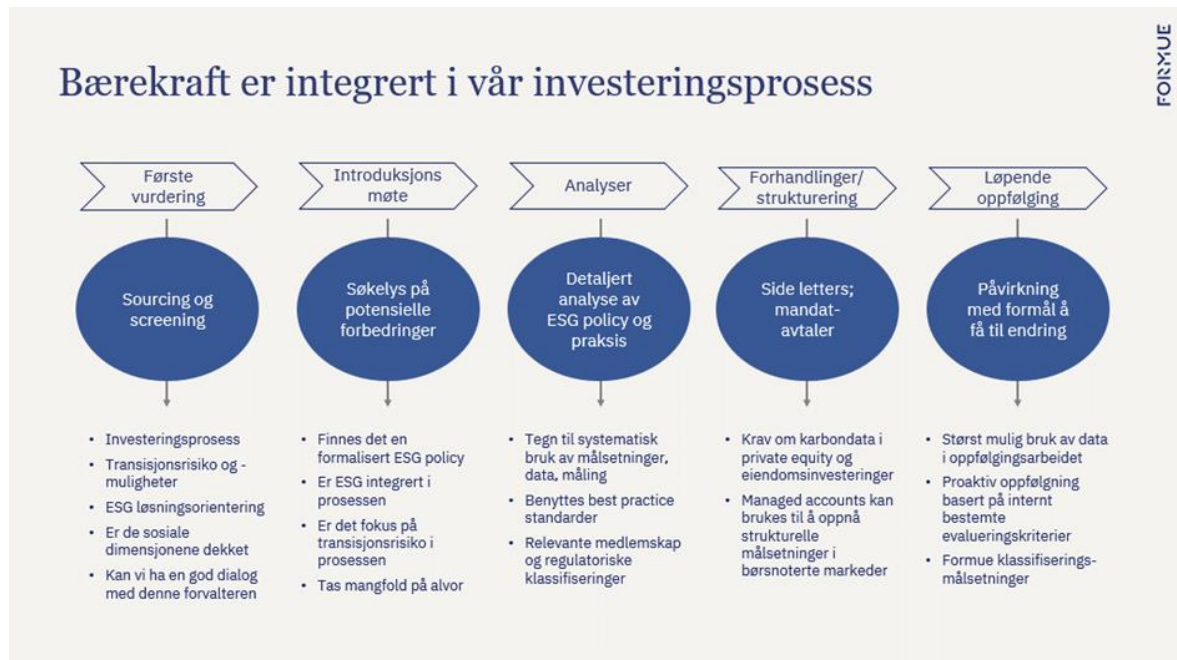 FORMUE
Bærekraft er integrert i vår investeringsprosess
Første
vurdering
Sourcing og
screening
• Investeringsprosess
• Transisjonsrisiko og -
muligheter
• ESG løsningsorientering
• Er de sosiale
dimensjonene dekket
• Kan vi ha en god dialog
med denne forvalteren
Introduksjons
møte
Søkelys på
potensielle
forbedringer
• Finnes det en
formalisert ESG policy
• Er ESG integrert i
prosessen
• Er det fokus på
transisjonsrisiko i
prosessen
• Tas mangfold på alvor
Analyser
Detaljert
analyse av
ESG policy og
praksis
• Tegn til systematisk
bruk av målsetninger,
data, måling
• Benyttes best practice
standarder
• Relevante medlemskap
og regulatoriske
klassifiseringer
Forhandlinger/
strukturering
Side letters;
mandat-
avtaler
• Krav om karbondata i
private equity og
eiendomsinvesteringer
• Managed accounts kan
brukes til å oppnå
strukturelle
målsetninger i
børsnoterte markeder
Løpende
oppfølging
Påvirkning
med formål å
få til endring
• Størst mulig bruk av data
i oppfølgingsarbeidet
• Proaktiv oppfølgning
basert på internt
bestemte
evalueringskriterier
• Formue klassifiserings-
målsetninger